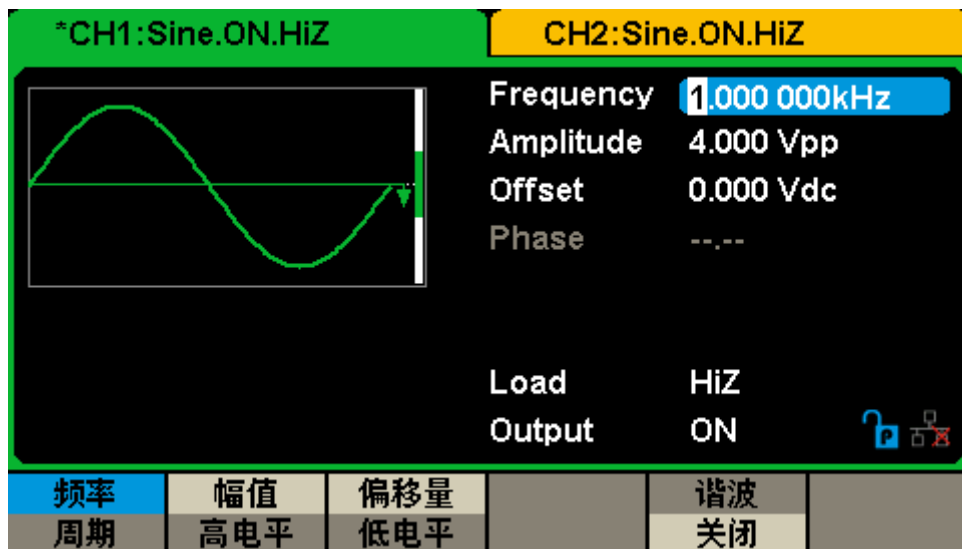 *CH1:Sine.ON.HiZ CH2:Sine.ON.HiZ
Frequency 1.000 000kHz
Amplitude 4.000 Vpp
Offset 0.000 Vdc
Phase --.--
Load HiZ
Output ON P
频率 幅值 偏移量 谐波
周期 高电平 低电平 关闭